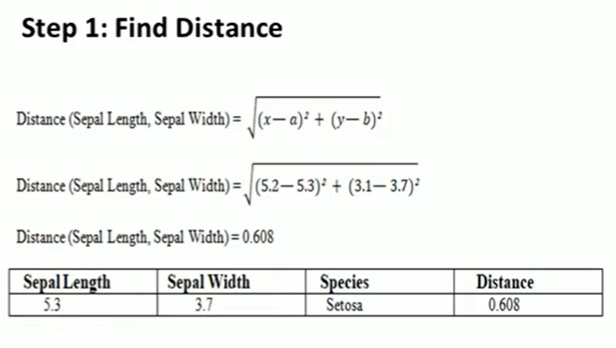 Step 1: Find Distance
Distance (Sepal Length, Sepal Width) = √(x− a)² + (y− b)²
Distance (Sepal Length, Sepal Width) = √(5.2− 5.3)² + (3.1− 3.7)²
Distance (Sepal Length, Sepal Width) = 0.608
Sepal Length Sepal Width Species Distance
5.3 3.7 Setosa 0.608